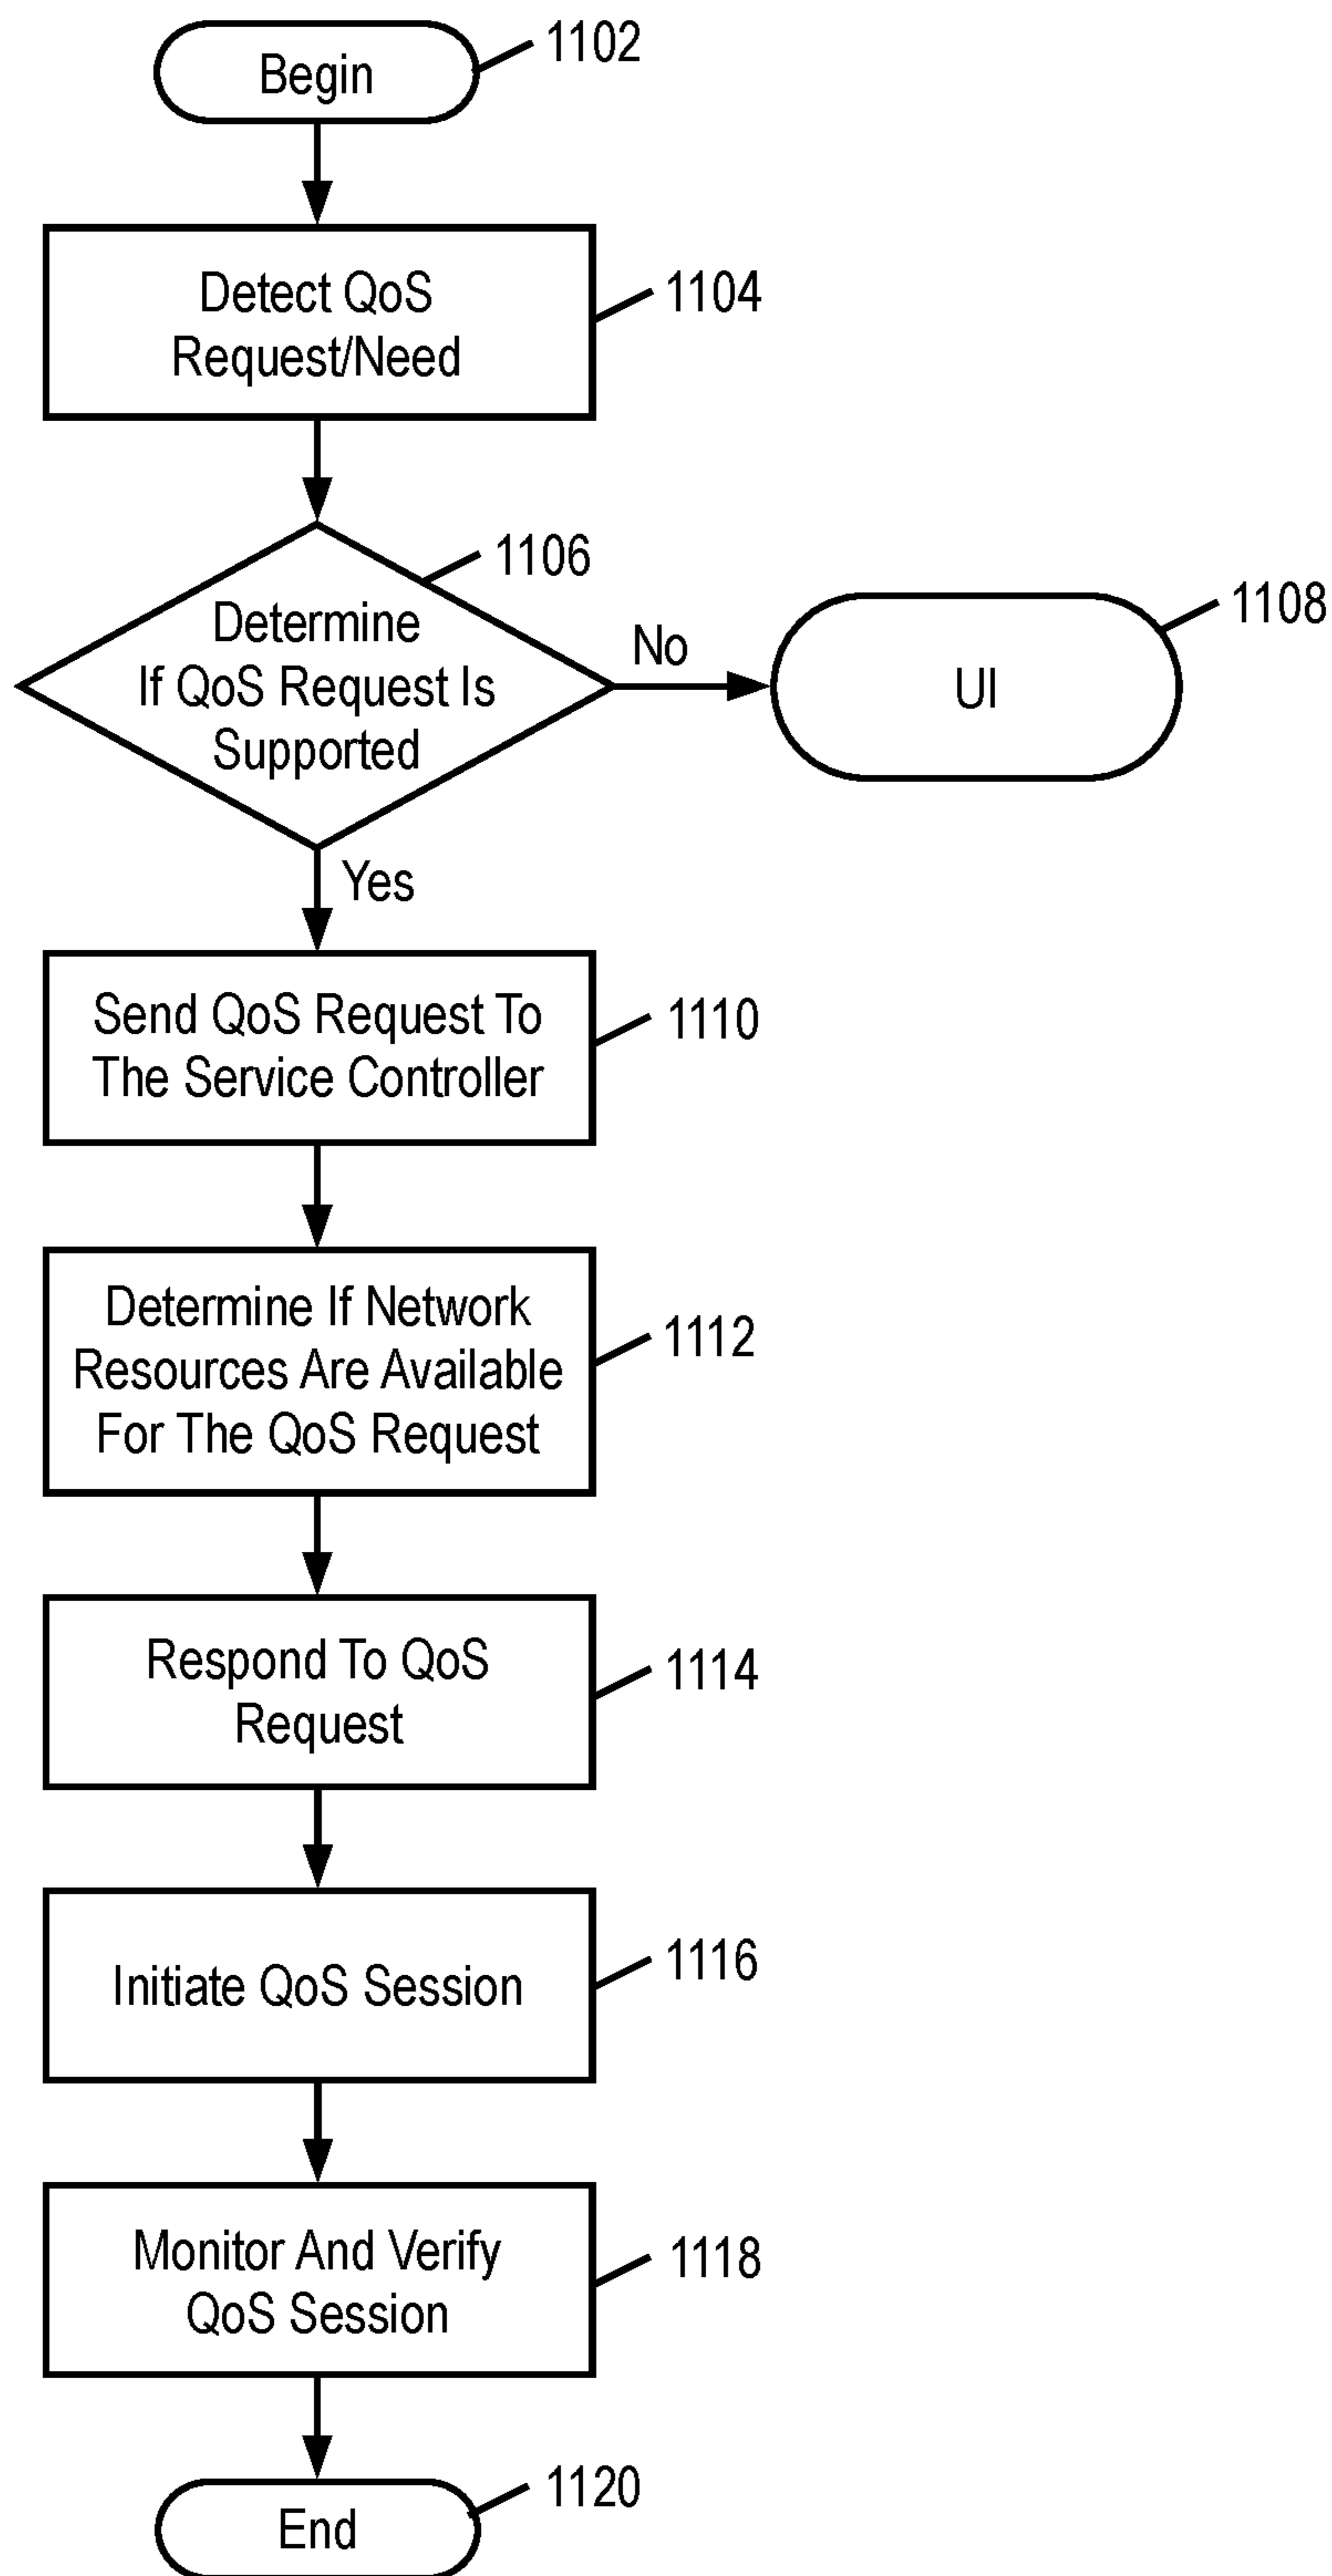 Begin
1102
Detect QoS
Request/Need
1104
1106
Determine
If QoS Request Is
Supported
No
1108
UI
Yes
Send QoS Request To
The Service Controller
1110
Determine If Network
Resources Are Available
For The QoS Request
1112
Respond To QoS
Request
1114
Initiate QoS Session
1116
Monitor And Verify
QoS Session
1118
End
1120